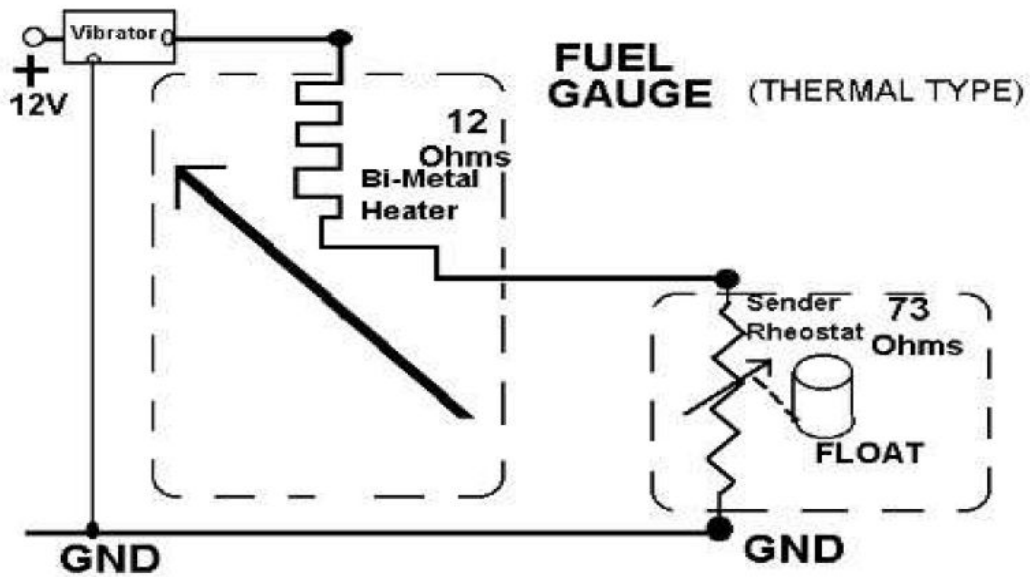 Vibrator
+
12V
FUEL
GAUGE (THERMAL TYPE)
12
Ohms
Bi-Metal
Heater
Sender
Rheostat
73
Ohms
FLOAT
GND
GND